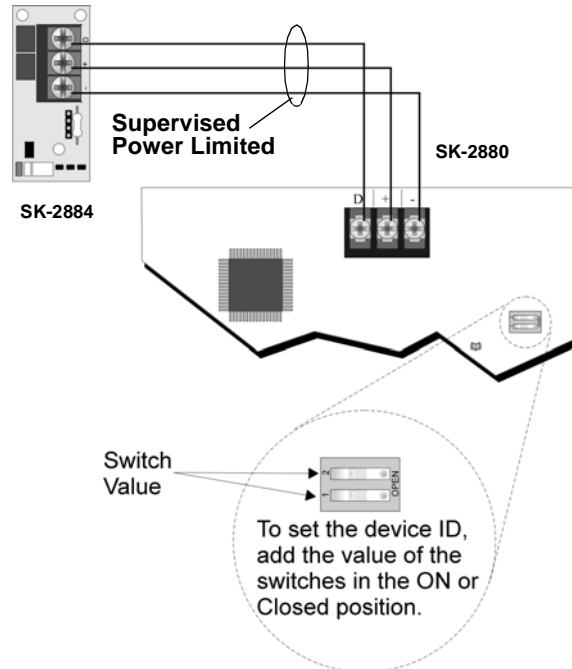 D
+
-
Supervised
Power Limited
SK-2880
SK-2884
D + -
Switch
Value
2
1
OPEN
To set the device ID,
add the value of the
switches in the ON or
Closed position.